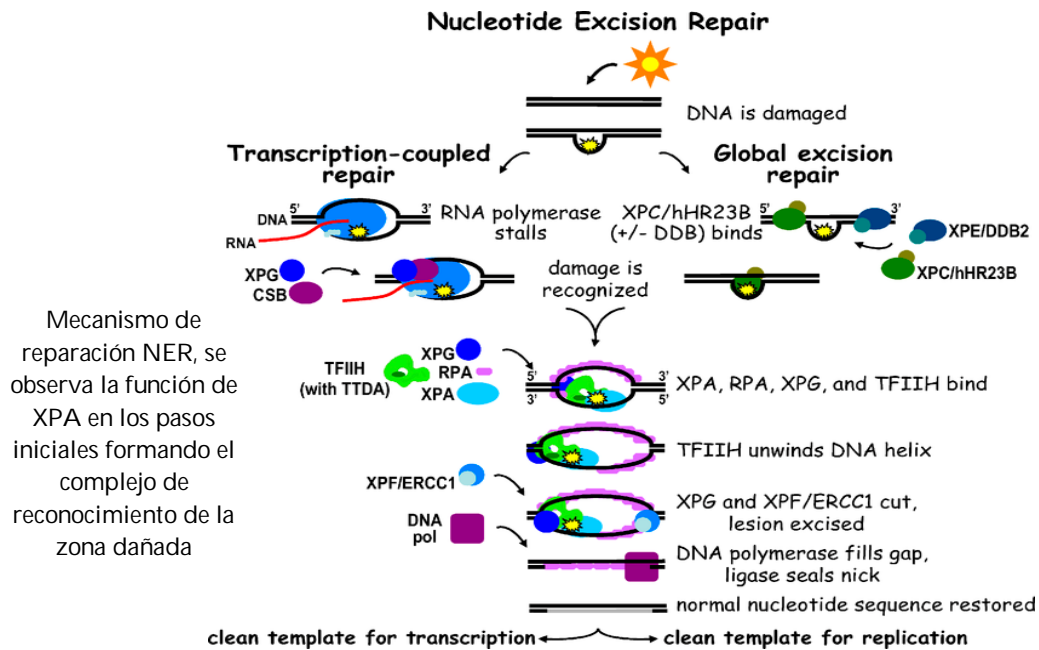 Nucleotide Excision Repair
DNA is damaged
Transcription-coupled
repair
Global excision
repair
5' 3'
DNA
RNA
RNA polymerase
stalls
XPC/hHR23B
(+/- DDB) binds
5' 3'
XPE/DDB2
XPC/hHR23B
XPG
CSB
damage is
recognized
Mecanismo de
reparación NER, se
observa la función de
XPA en los pasos
iniciales formando el
complejo de
reconocimiento de la
zona dañada
TFIIH
(with TTDA)
XPG
RPA
XPA
5' 3'
3' 5'
XPA, RPA, XPG, and TFIIH bind
TFIIH unwinds DNA helix
XPF/ERCC1
XPG and XPF/ERCC1 cut,
lesion excised
DNA
pol
DNA polymerase fills gap,
ligase seals nick
normal nucleotide sequence restored
clean template for transcription
clean template for replication